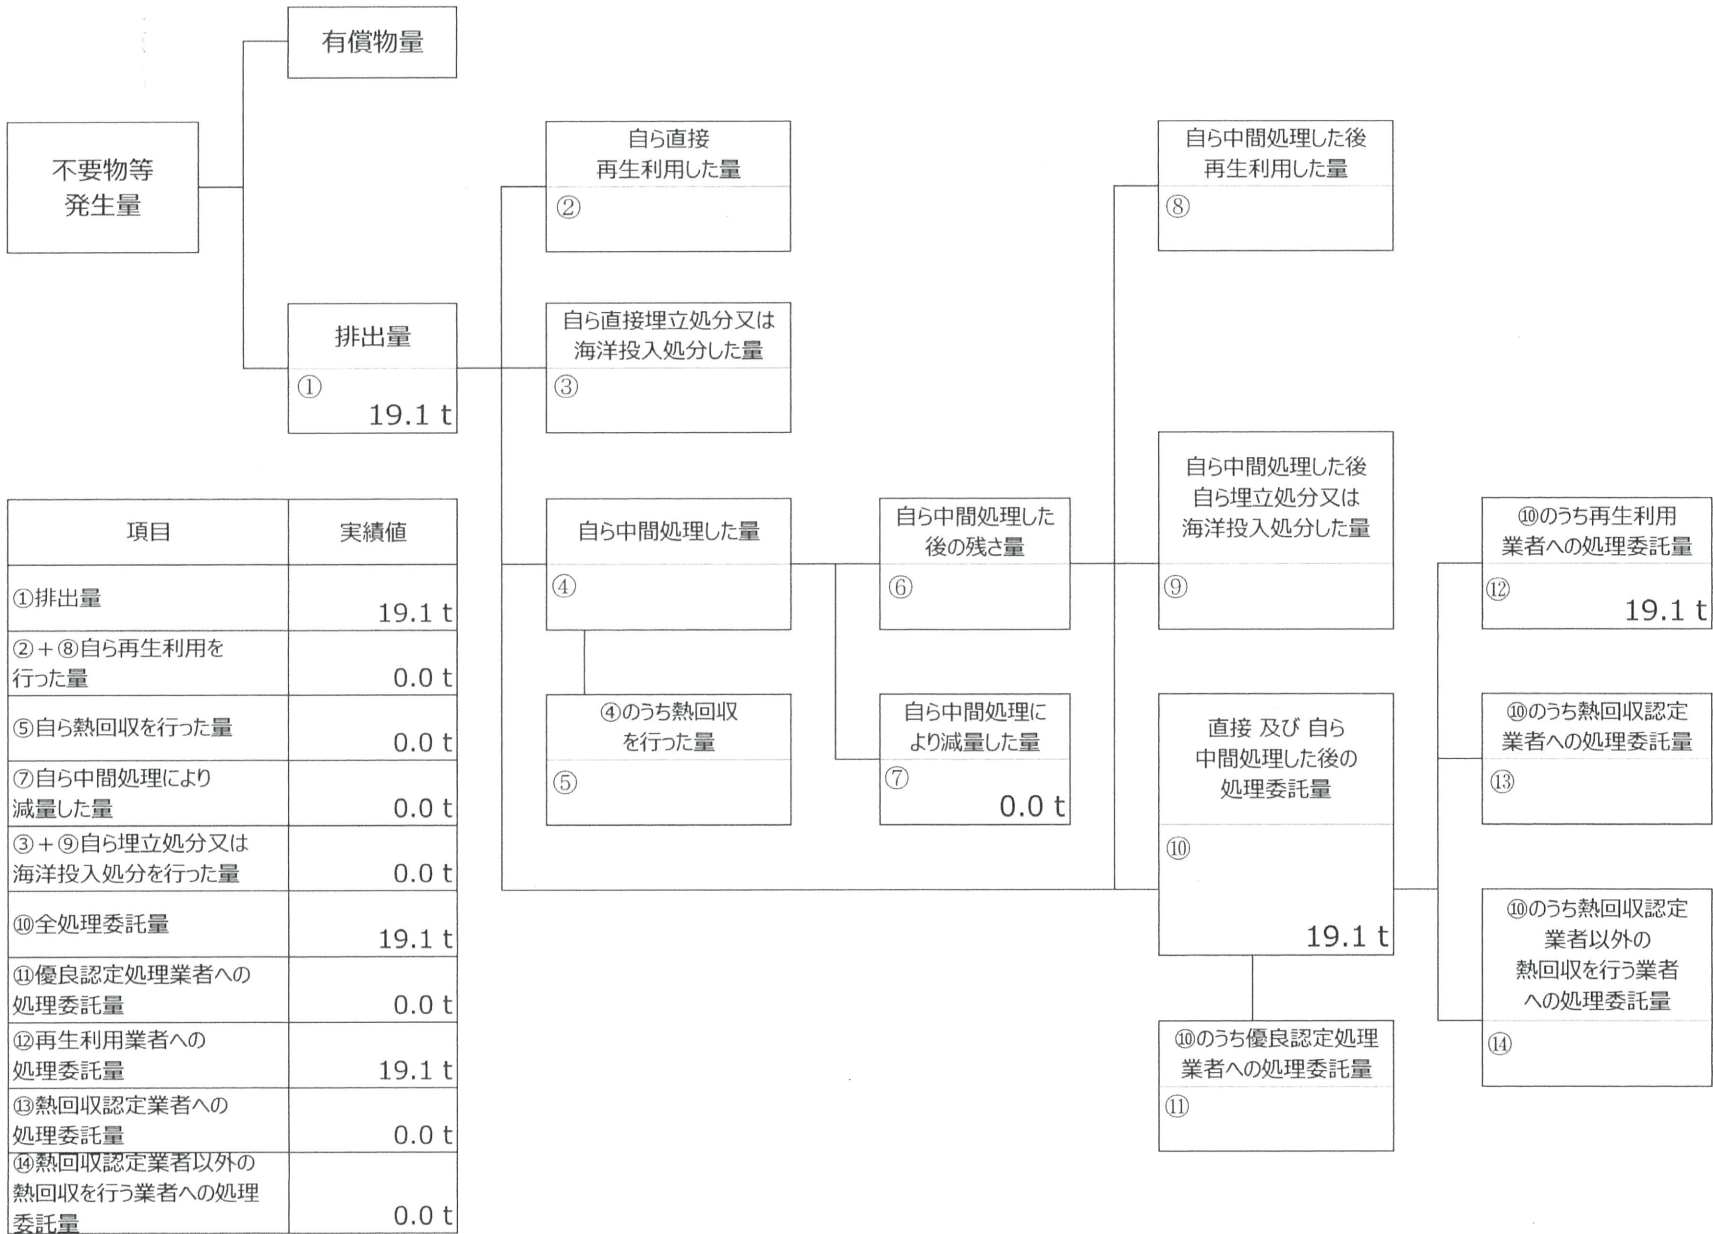 有償物量
不要物等
発生量
自ら直接
再生利用した量
②
自ら中間処理した後
再生利用した量
⑧
排出量
①
19.1 t
自ら直接埋立処分又は
海洋投入処分した量
③
自ら中間処理した量
④
自ら中間処理した
後の残さ量
⑥
自ら中間処理した後
自ら埋立処分又は
海洋投入処分した量
⑨
⑩のうち再生利用
業者への処理委託量
⑫
19.1 t
④のうち熱回収
を行った量
⑤
自ら中間処理に
より減量した量
⑦
0.0 t
直接 及び 自ら
中間処理した後の
処理委託量
⑩
19.1 t
⑩のうち熱回収認定
業者への処理委託量
⑬
⑩のうち熱回収認定
業者以外の
熱回収を行う業者
への処理委託量
⑭
⑩のうち優良認定処理
業者への処理委託量
⑪
項目 実績値
①排出量 19.1 t
②+⑧自ら再生利用を
行った量 0.0 t
⑤自ら熱回収を行った量 0.0 t
⑦自ら中間処理により
減量した量 0.0 t
③+⑨自ら埋立処分又は
海洋投入処分を行った量 0.0 t
⑩全処理委託量 19.1 t
⑪優良認定処理業者への
処理委託量 0.0 t
⑫再生利用業者への
処理委託量 19.1 t
⑬熱回収認定業者への
処理委託量 0.0 t
⑭熱回収認定業者以外の
熱回収を行う業者への処理
委託量 0.0 t